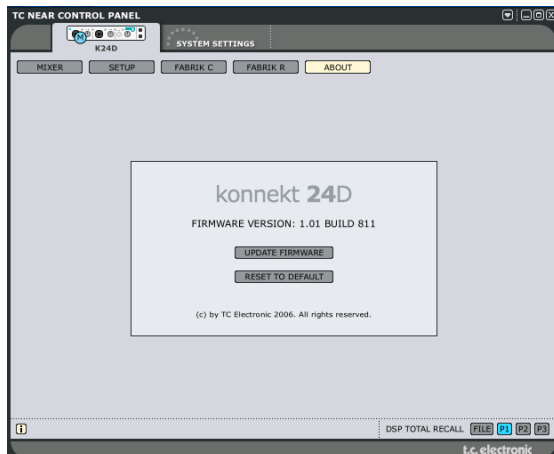 TC NEAR CONTROL PANEL
M
K24D
SYSTEM SETTINGS
MIXER SETUP FABRIK C FABRIK R ABOUT
konnekt 24D
FIRMWARE VERSION: 1.01 BUILD 811
UPDATE FIRMWARE
RESET TO DEFAULT
(c) by TC Electronic 2006. All rights reserved.
i DSP TOTAL RECALL FILE P1 P2 P3
t.c. electronic